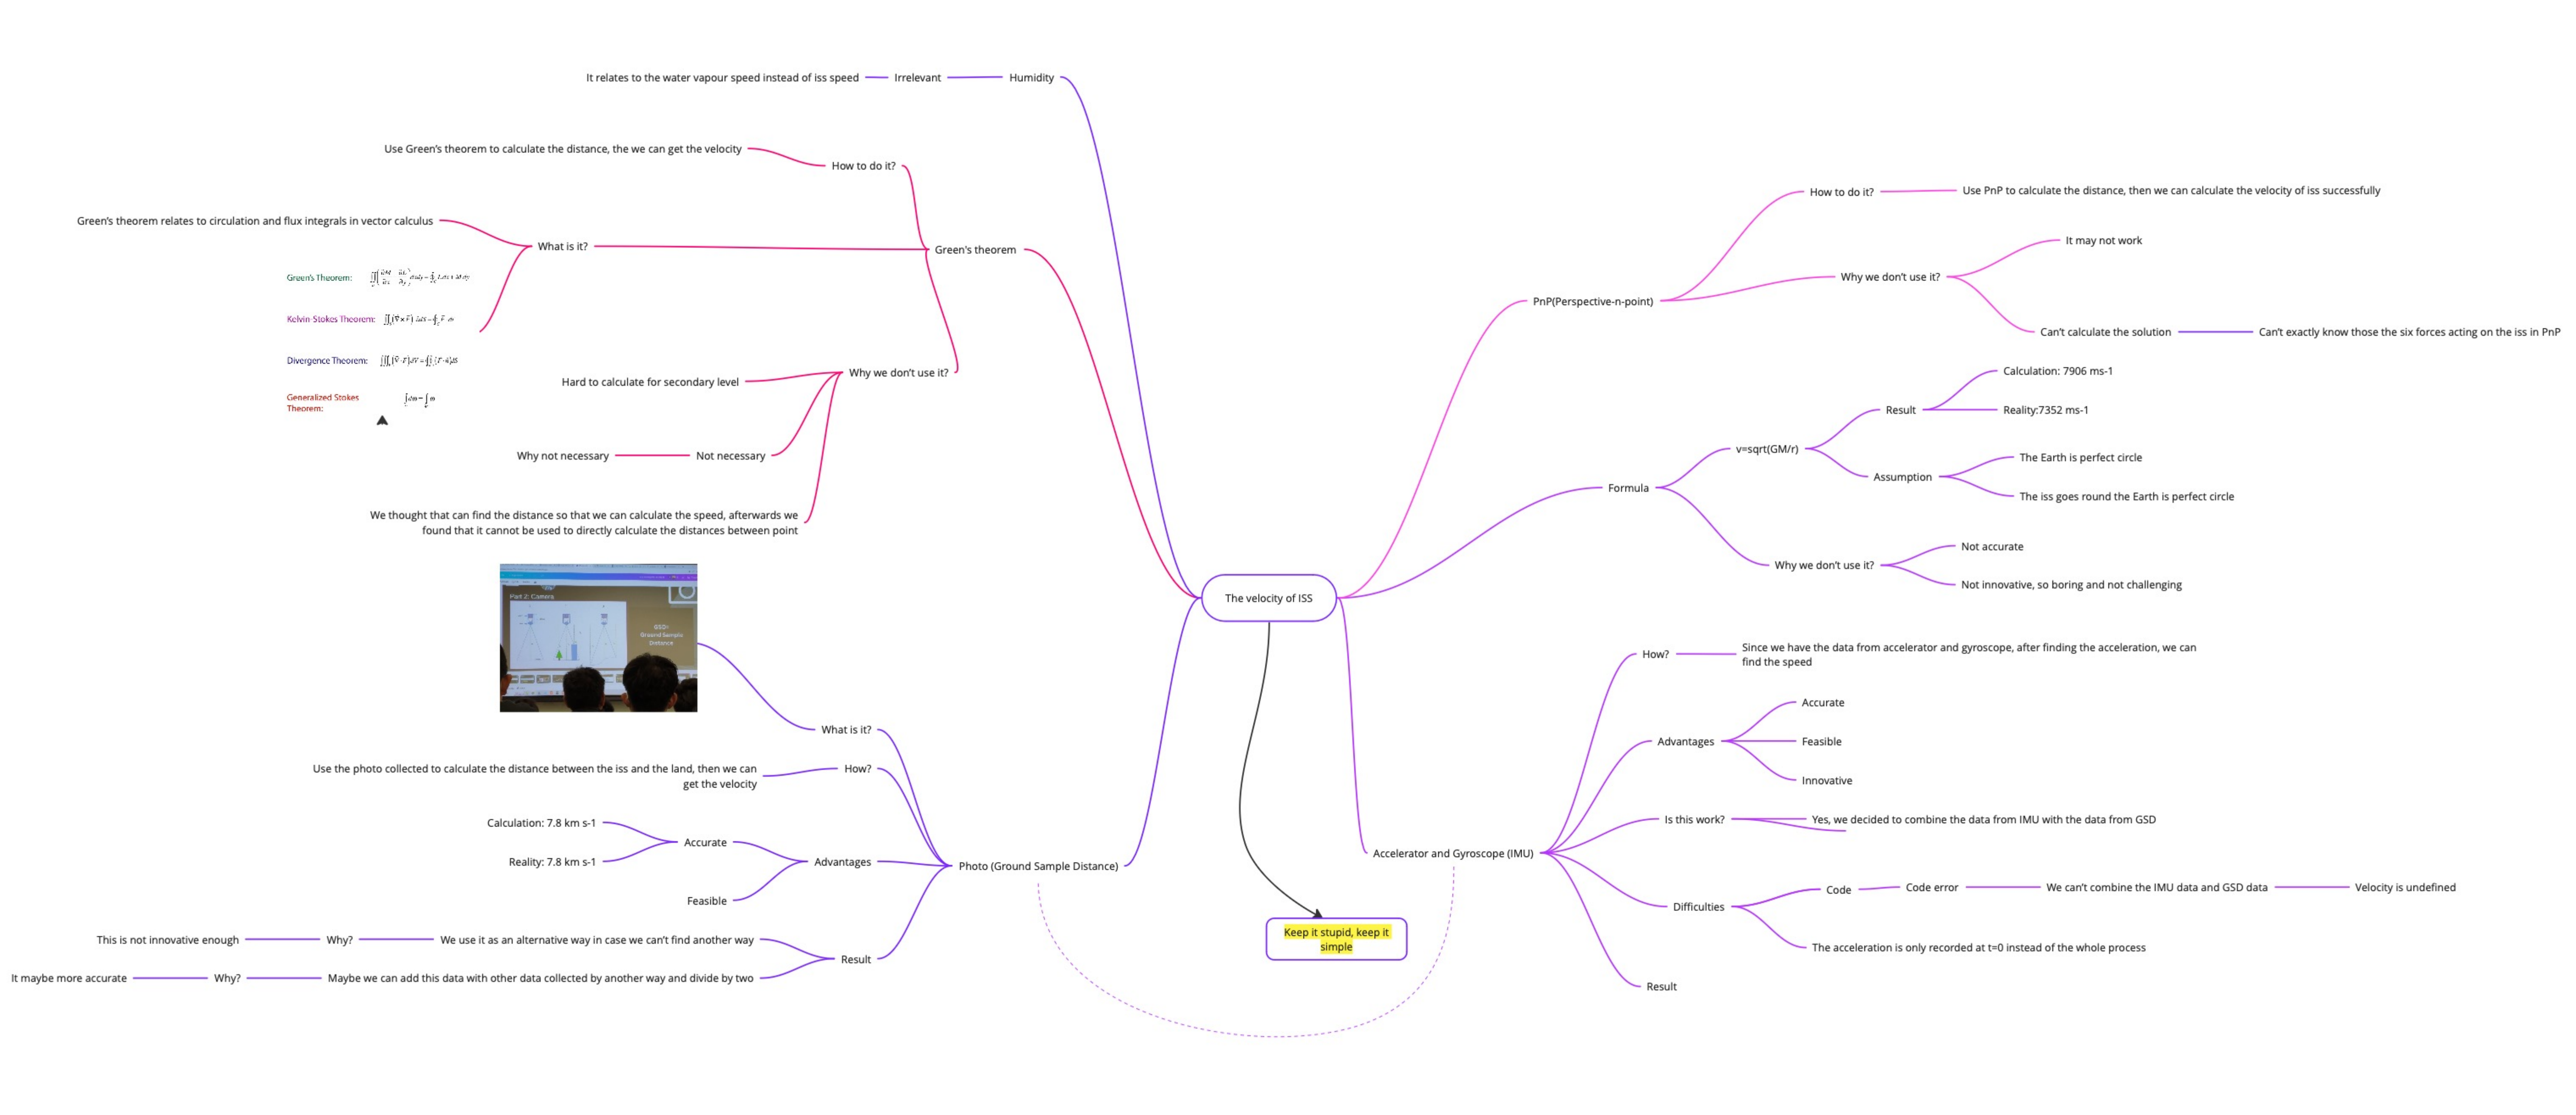 It relates to the water vapour speed instead of iss speed
Irrelevant
Humidity
Use Green's theorem to calculate the distance, the we can get the velocity
How to do it?
Green's theorem relates to circulation and flux integrals in vector calculus
What is it?
Green's theorem
Green's Theorem:
Kelvin-Stokes Theorem:
Divergence Theorem:
Generalized Stokes
Theorem:
Why we don't use it?
Hard to calculate for secondary level
Why not necessary
Not necessary
We thought that can find the distance so that we can calculate the speed, afterwards we
found that it cannot be used to directly calculate the distances between point
Part 2: Camera
GSD=
Ground Sample
Distance
What is it?
Use the photo collected to calculate the distance between the iss and the land, then we can
get the velocity
How?
Calculation: 7.8 km s-1
Accurate
Reality: 7.8 km s-1
Advantages
Photo (Ground Sample Distance)
Feasible
This is not innovative enough
Why?
We use it as an alternative way in case we can't find another way
Result
It maybe more accurate
Why?
Maybe we can add this data with other data collected by another way and divide by two
The velocity of ISS
Keep it stupid, keep it
simple
How to do it?
Use PnP to calculate the distance, then we can calculate the velocity of iss successfully
It may not work
Why we don't use it?
PnP(Perspective-n-point)
Can't calculate the solution
Can't exactly know those the six forces acting on the iss in PnP
Calculation: 7906 ms-1
Result
Reality:7352 ms-1
v=sqrt(GM/r)
The Earth is perfect circle
Assumption
Formula
The iss goes round the Earth is perfect circle
Not accurate
Why we don't use it?
Not innovative, so boring and not challenging
How?
Since we have the data from accelerator and gyroscope, after finding the acceleration, we can
find the speed
Accurate
Advantages
Feasible
Innovative
Is this work?
Yes, we decided to combine the data from IMU with the data from GSD
Accelerator and Gyroscope (IMU)
Code
Code error
We can't combine the IMU data and GSD data
Velocity is undefined
Difficulties
The acceleration is only recorded at t=0 instead of the whole process
Result